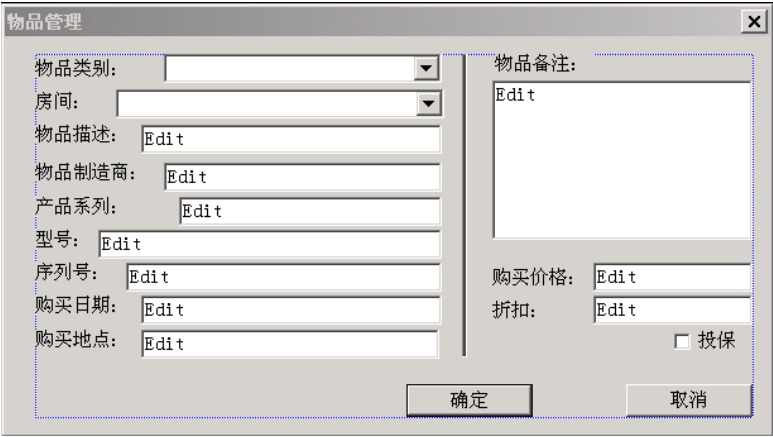 物品管理
物品类别：
房间：
物品描述： Edit
物品制造商： Edit
产品系列： Edit
型号： Edit
序列号： Edit
购买日期： Edit
购买地点： Edit
物品备注：
Edit
购买价格： Edit
折扣： Edit
投保
确定
取消